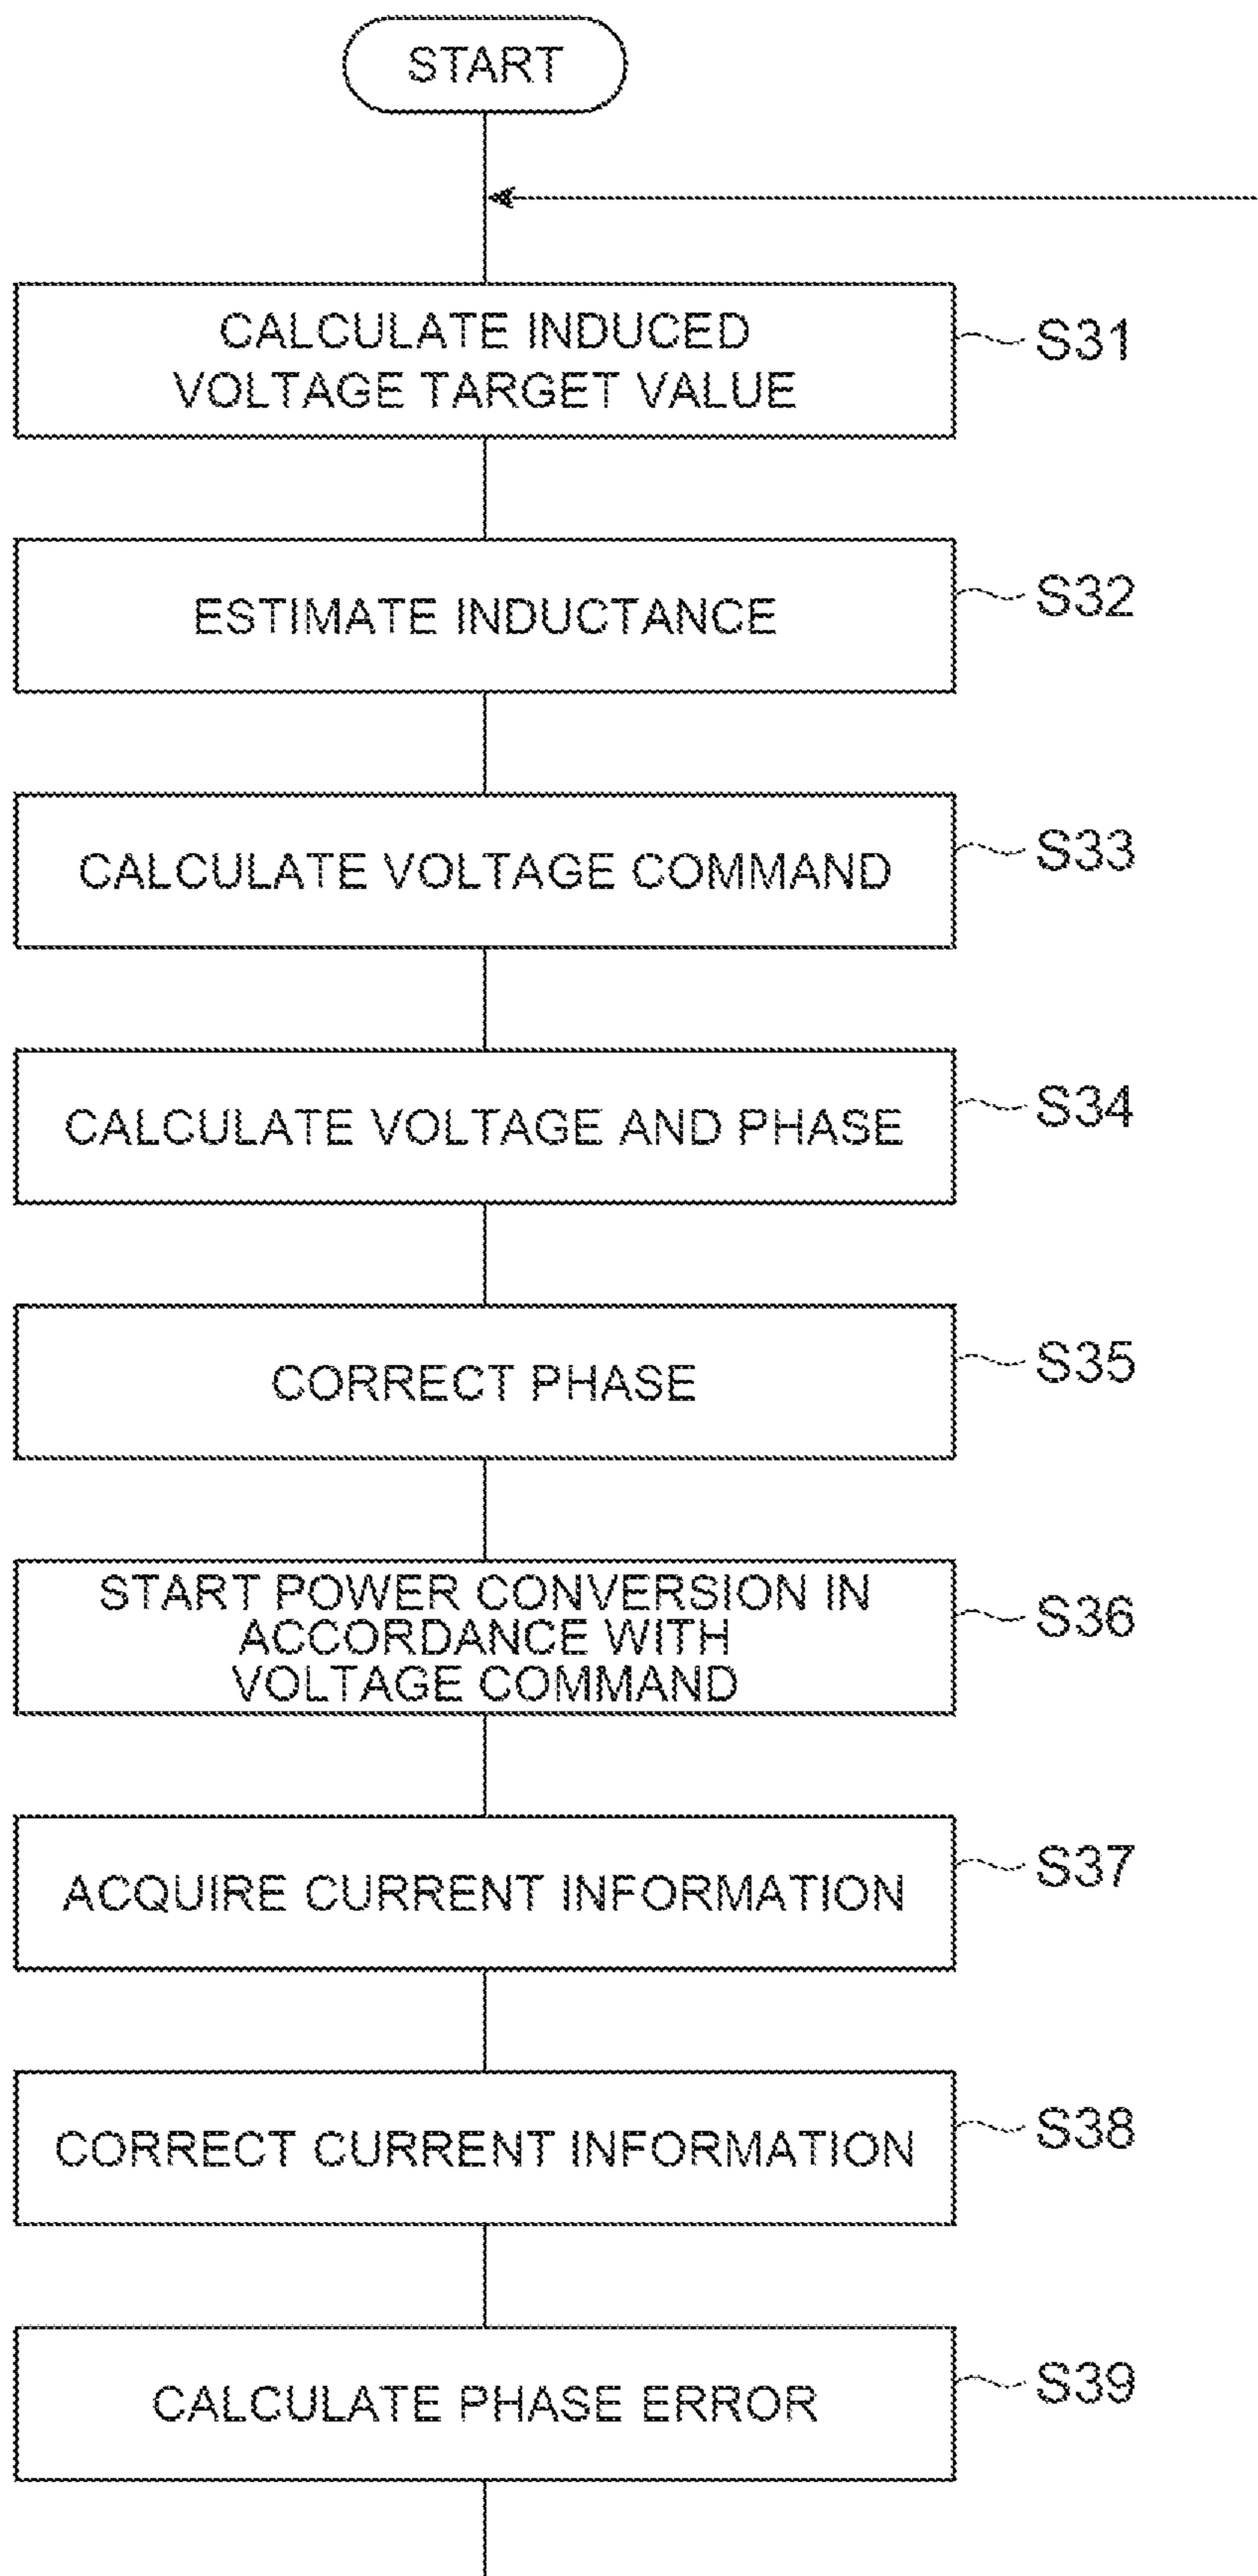 START
CALCULATE INDUCED
VOLTAGE TARGET VALUE
S31
ESTIMATE INDUCTANCE
S32
CALCULATE VOLTAGE COMMAND
S33
CALCULATE VOLTAGE AND PHASE
S34
CORRECT PHASE
S35
START POWER CONVERSION IN
ACCORDANCE WITH
VOLTAGE COMMAND
S36
ACQUIRE CURRENT INFORMATION
S37
CORRECT CURRENT INFORMATION
S38
CALCULATE PHASE ERROR
S39